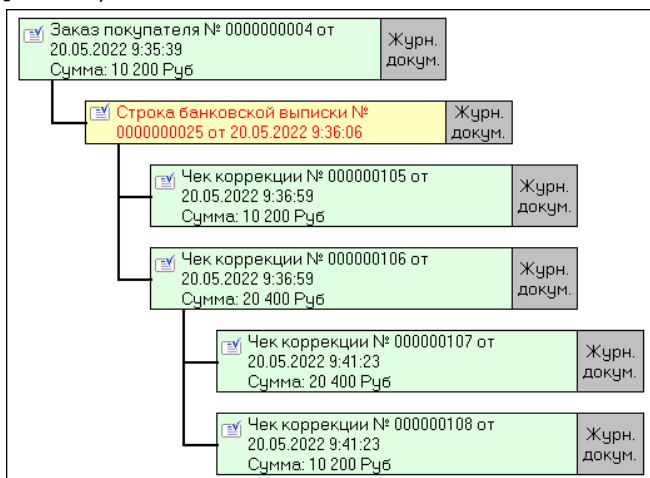 Заказ покупателя № 0000000004 от
20.05.2022 9:35:39
Сумма: 10 200 Руб
Журн.
докум.
Строка банковской выписки №
0000000025 от 20.05.2022 9:36:06
Журн.
докум.
Чек коррекции № 000000105 от
20.05.2022 9:36:59
Сумма: 10 200 Руб
Журн.
докум.
Чек коррекции № 000000106 от
20.05.2022 9:36:59
Сумма: 20 400 Руб
Журн.
докум.
Чек коррекции № 000000107 от
20.05.2022 9:41:23
Сумма: 20 400 Руб
Журн.
докум.
Чек коррекции № 000000108 от
20.05.2022 9:41:23
Сумма: 10 200 Руб
Журн.
докум.